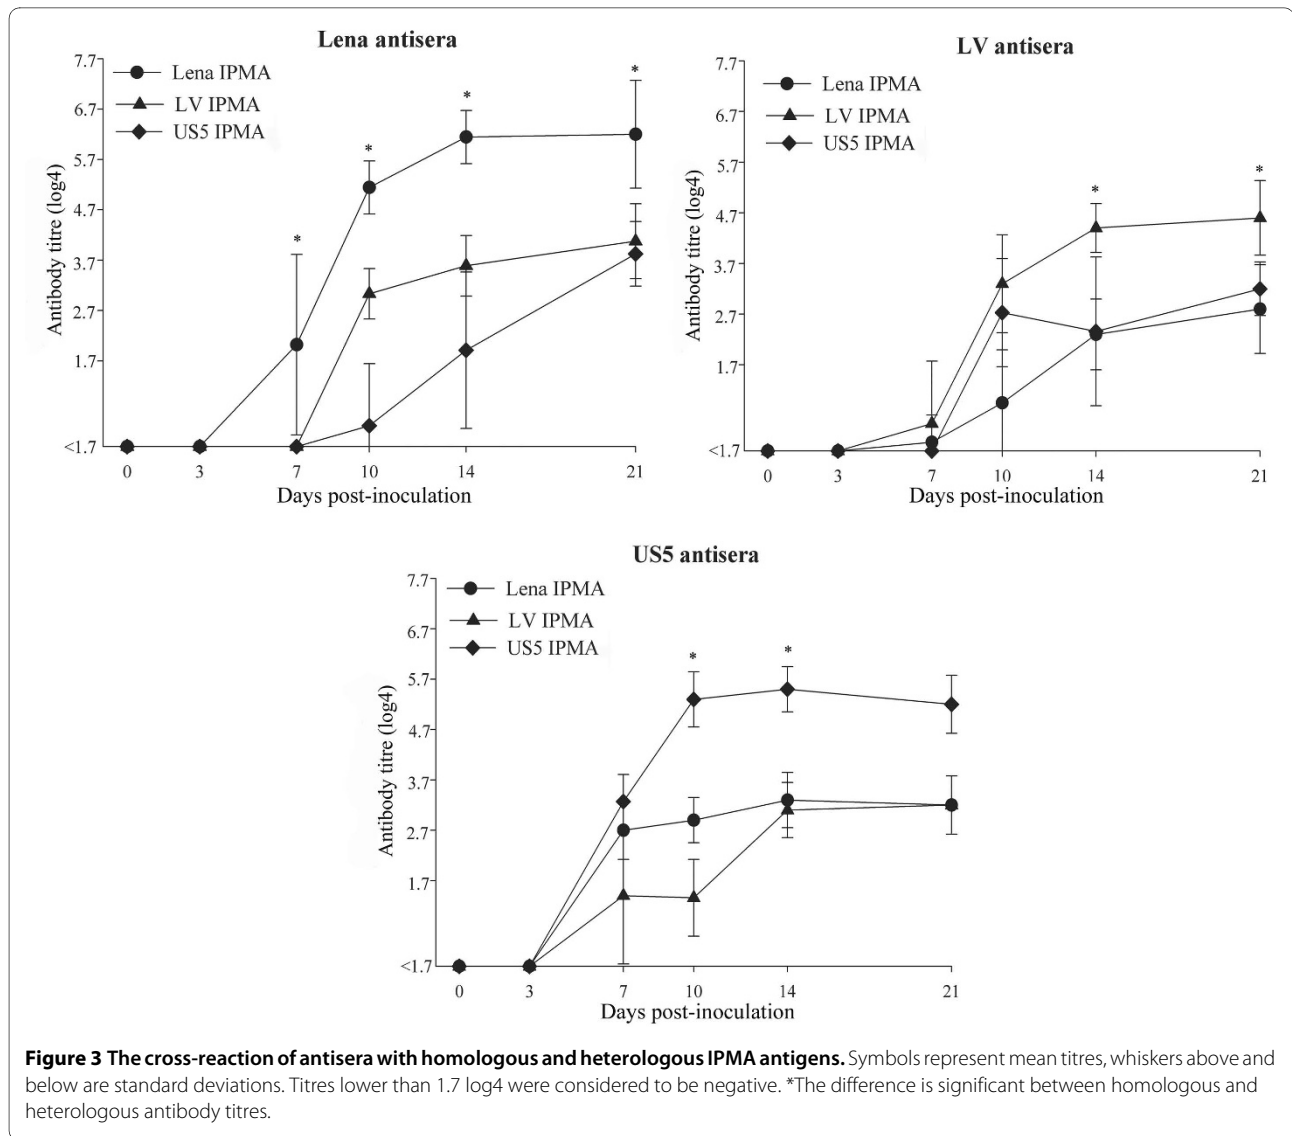 Lena antisera
7.7
6.7
5.7
4.7
3.7
2.7
1.7
<1.7
Antibody titre (log4)
Lena IPMA
LV IPMA
US5 IPMA
* * * *
0 3 7 10 14 21
Days post-inoculation
LV antisera
7.7
6.7
5.7
4.7
3.7
2.7
1.7
<1.7
Antibody titre (log4)
Lena IPMA
LV IPMA
US5 IPMA
* *
0 3 7 10 14 21
Days post-inoculation
US5 antisera
7.7
6.7
5.7
4.7
3.7
2.7
1.7
<1.7
Antibody titre (log4)
Lena IPMA
LV IPMA
US5 IPMA
* *
0 3 7 10 14 21
Days post-inoculation
Figure 3 The cross-reaction of antisera with homologous and heterologous IPMA antigens. Symbols represent mean titres, whiskers above and
below are standard deviations. Titres lower than 1.7 log4 were considered to be negative. *The difference is significant between homologous and
heterologous antibody titres.